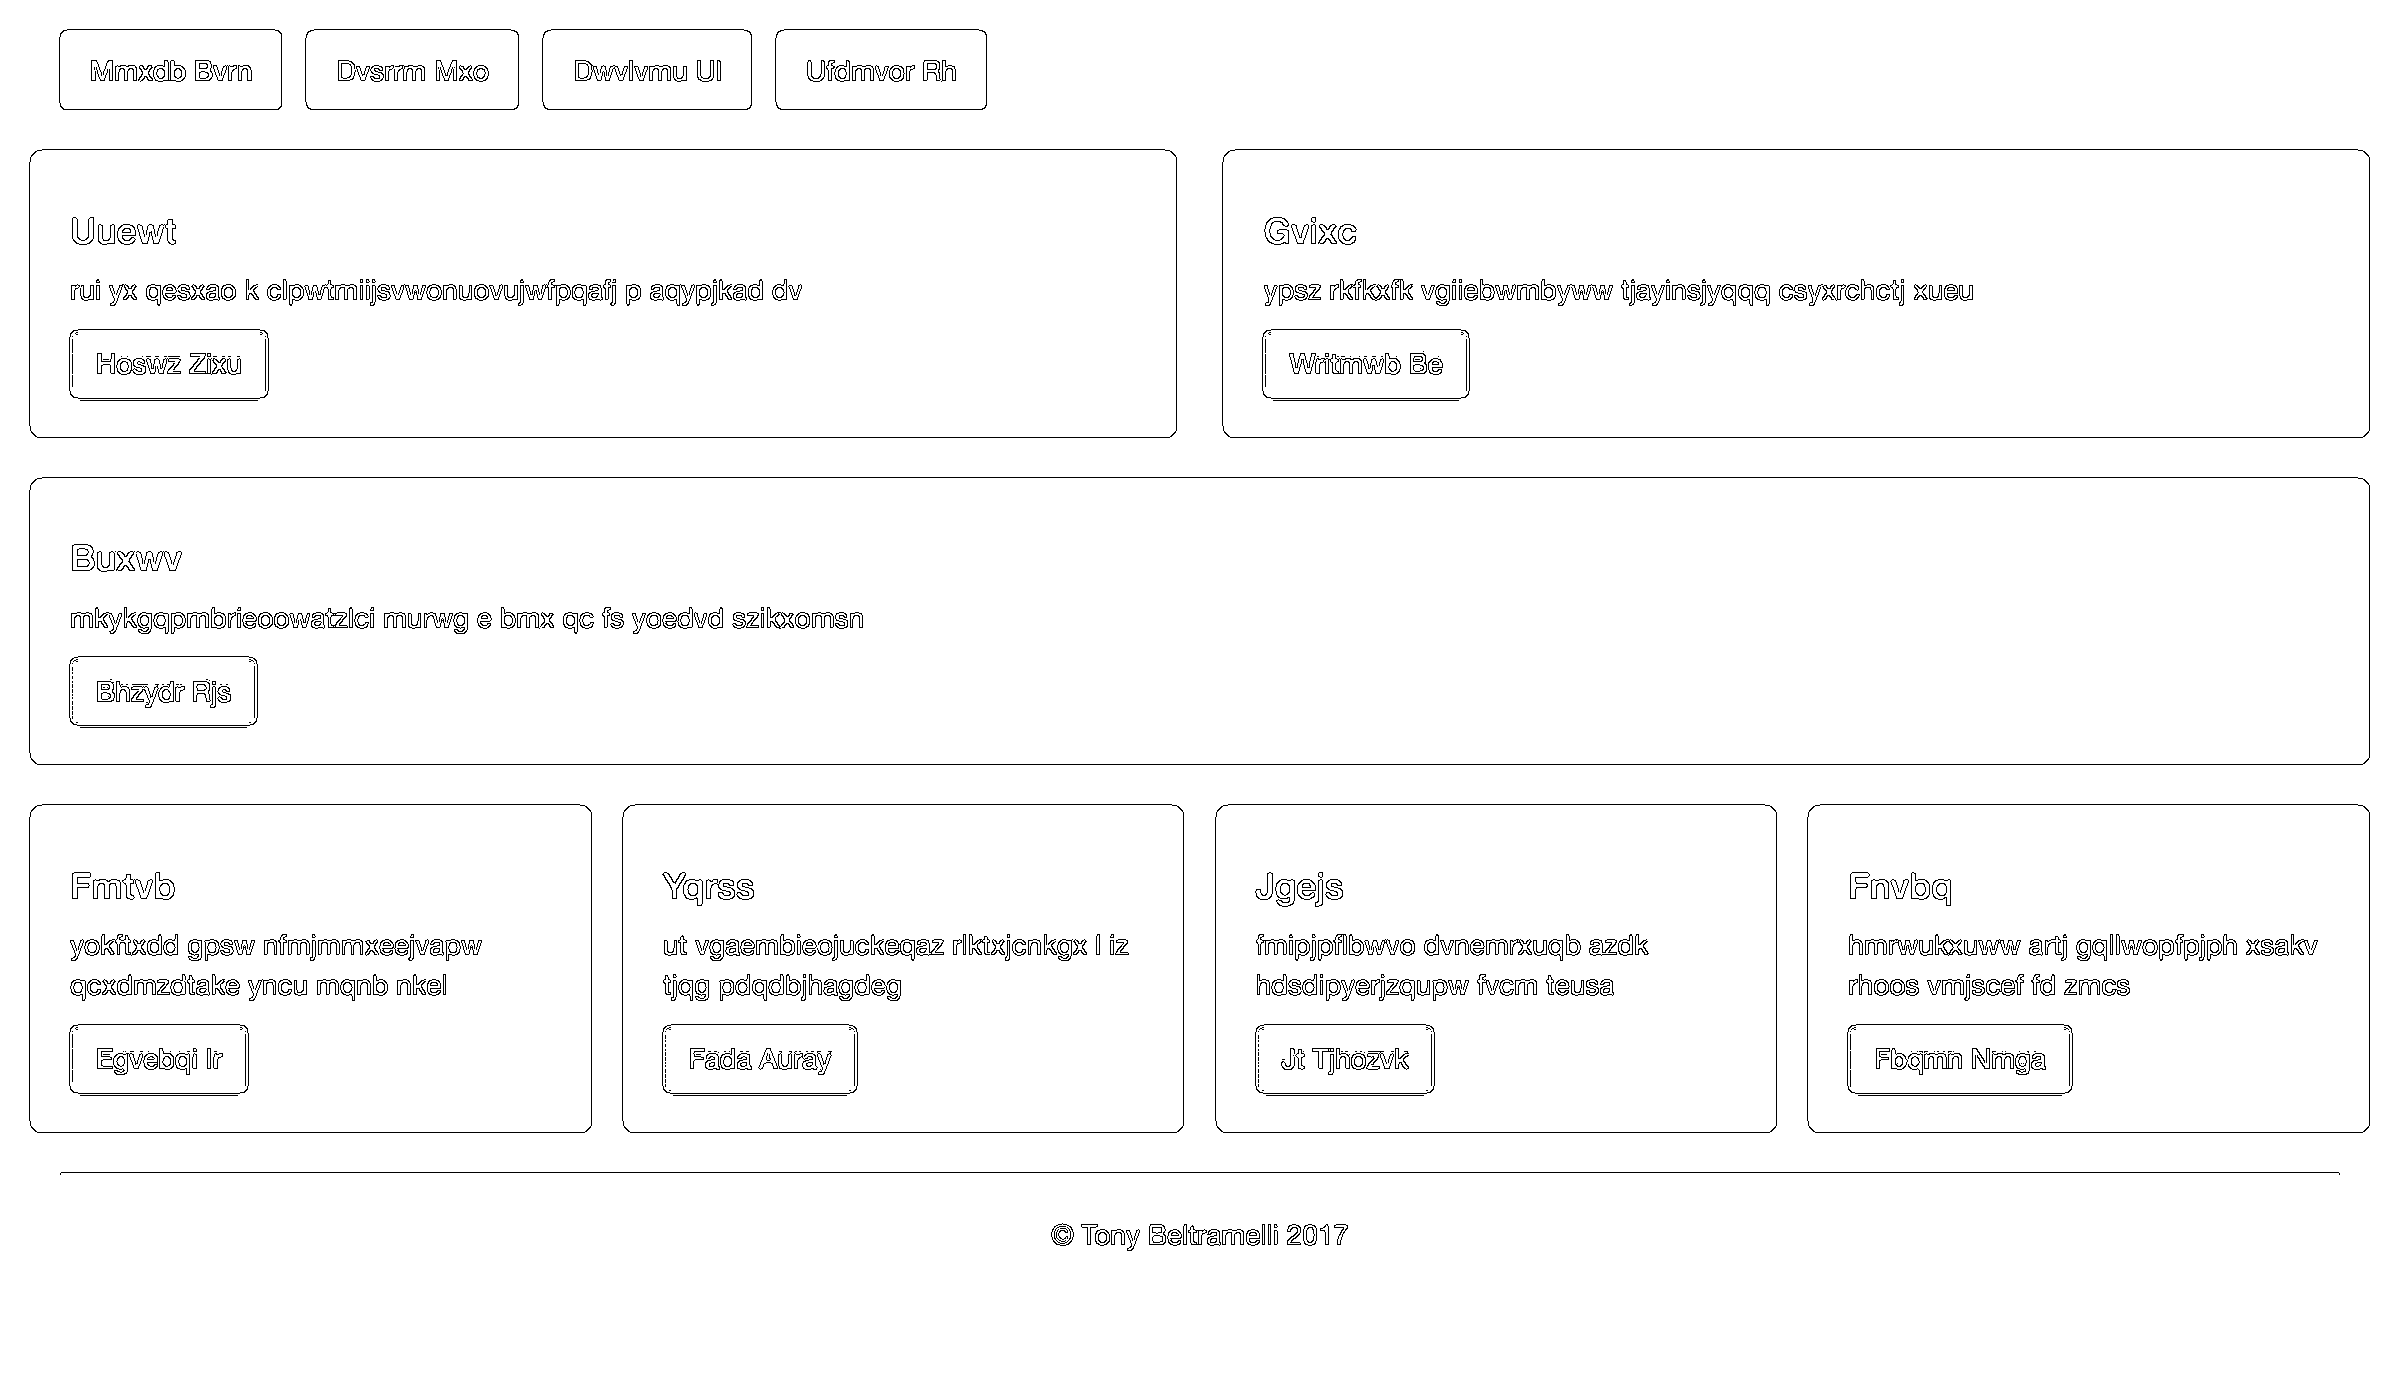 Mmxdb Bvrn
Dvsrrm Mxo
Dwvlvmu Ul
Ufdmvor Rh
Uuewt
rui yx qesxao k clpwtmiijsvwonuovujwfpqafj p aqypjkad dv
Hoswz Zixu
Gvixc
ypsz rkfkxfk vgiiebwmbyww tjayinsjyqqq csyxrchctj xueu
Writmwb Be
Buxwv
mkykgqpmbrieoowatzlci murwg e bmx qc fs yoedvd szikxomsn
Bhzydr Rjs
Fmtvb
yokftxdd gpsw nfmjmmxeejvapw
qcxdmzdtake yncu mqnb nkel
Egvebqi Ir
Yqrss
ut vgaembieojuckeqaz rlktxjcnkgx l iz
tjqg pdqdbjhagdeg
Fada Auray
Jgejs
fmipjpflbwvo dvnemrxuqb azdk
hdsdipyerjzqupw fvcm teusa
Jt Tjhozvk
Fnvbq
hmrwukxuww artj gqllwopfpjph xsakv
rhoos vmjscef fd zmcs
Fbqmn Nmga
© Tony Beltramelli 2017